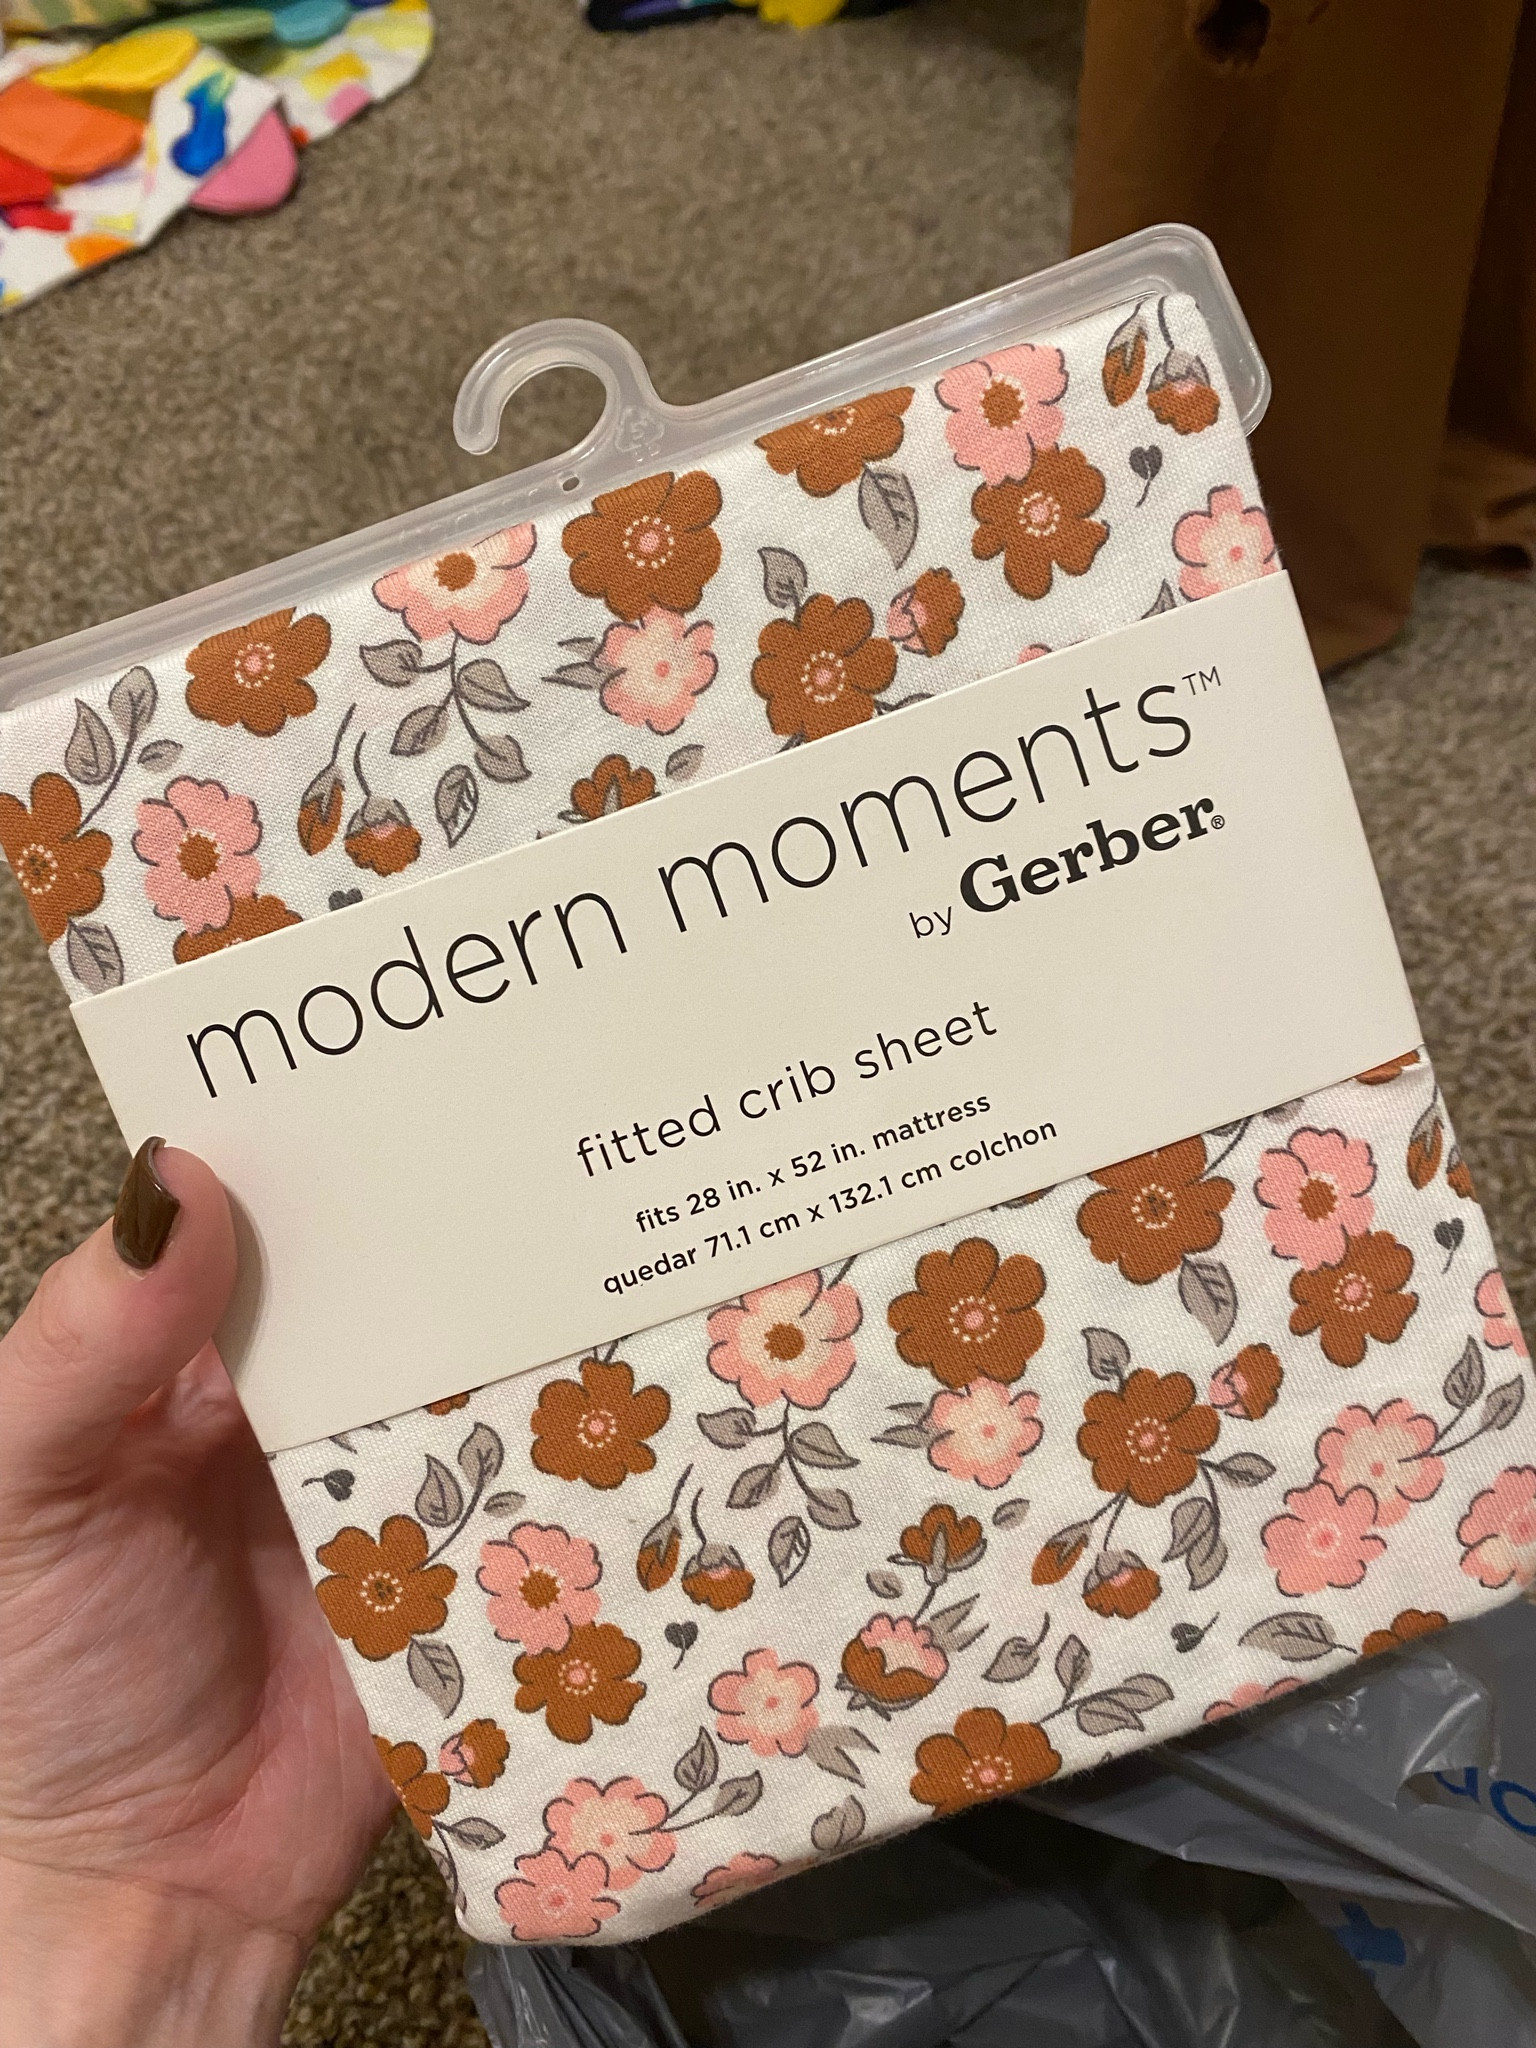 modern moments™
by Gerber®
fitted crib sheet
fits 28 in. x 52 in. mattress
quedar 71.1 cm x 132.1 cm colchon